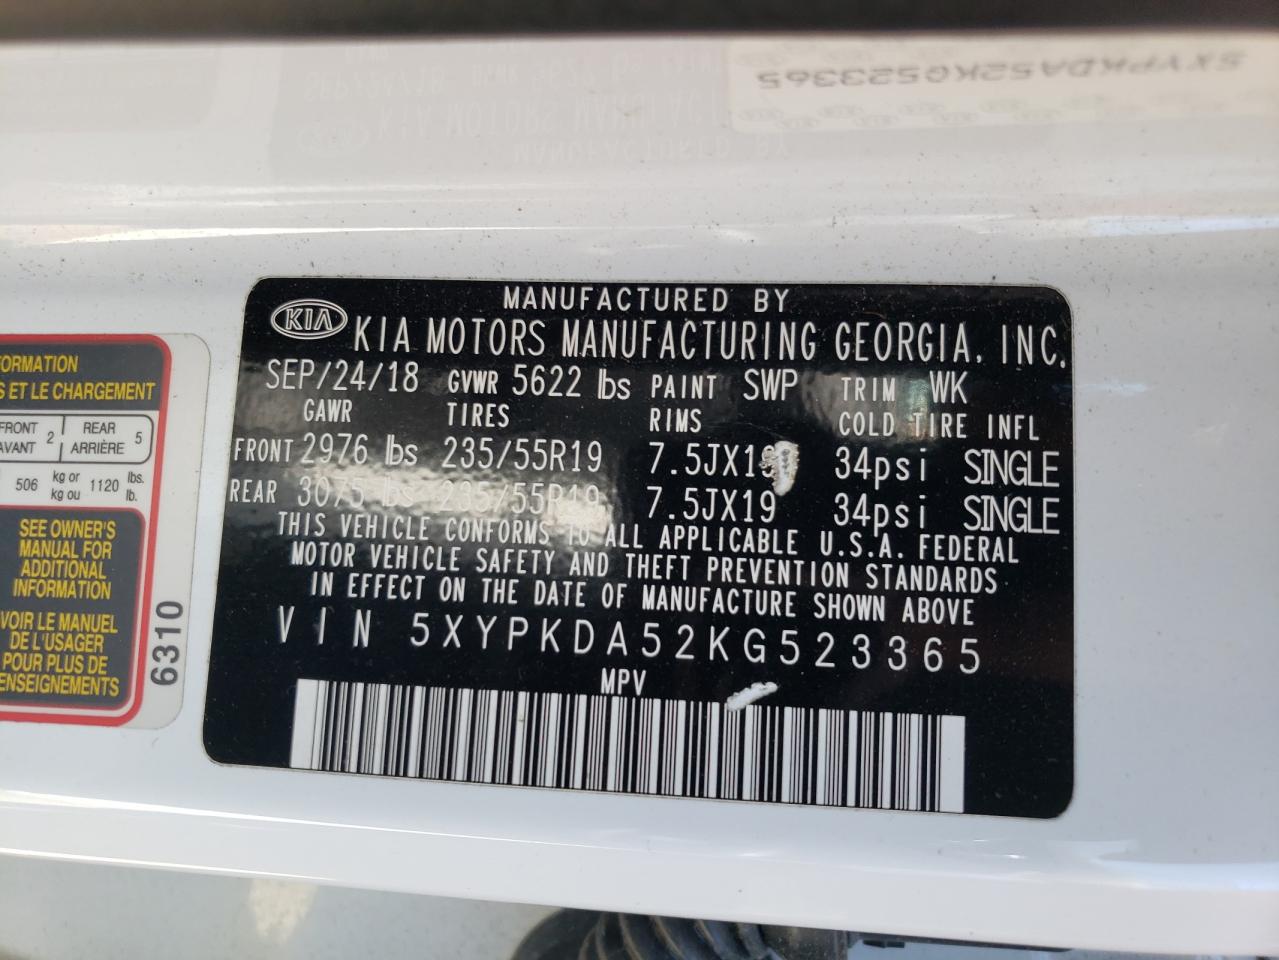 5XYPKDA52KG523365
MANUFACTURED BY
KIA
KIA MOTORS MANUFACTURING GEORGIA, INC.
SEP/24/18 GVWR 5622 lbs PAINT SWP TRIM WK
GAWR TIRES RIMS COLD TIRE INFL
FRONT 2976 lbs 235/55R19 7.5JX19 34psi SINGLE
REAR 3075 lbs 235/55R19 7.5JX19 34psi SINGLE
THIS VEHICLE CONFORMS TO ALL APPLICABLE U.S.A. FEDERAL
MOTOR VEHICLE SAFETY AND THEFT PREVENTION STANDARDS
IN EFFECT ON THE DATE OF MANUFACTURE SHOWN ABOVE
VIN 5XYPKDA52KG523365
MPV
ET LE CHARGEMENT
FRONT 2 REAR 5
AVANT ARRIÈRE
506 kg or 1120 lbs.
kg ou lb.
SEE OWNER'S
MANUAL FOR
ADDITIONAL
INFORMATION
VOIR LE MANUEL
DE L'USAGER
POUR PLUS DE
6310